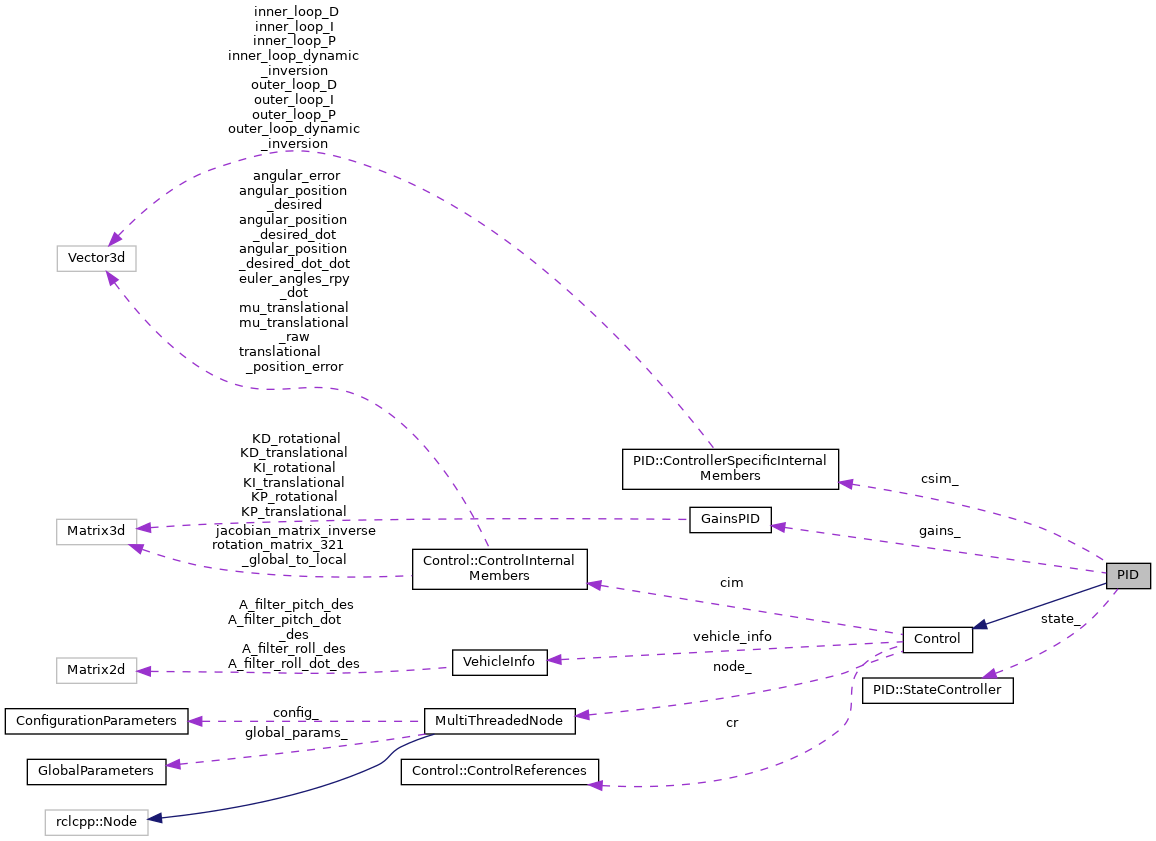 inner_loop_D
inner_loop_I
inner_loop_P
inner_loop_dynamic
_inversion
outer_loop_D
outer_loop_I
outer_loop_P
outer_loop_dynamic
_inversion
angular_error
angular_position
_desired
angular_position
_desired_dot
angular_position
_desired_dot_dot
euler_angles_rpy
_dot
mu_translational
mu_translational
_raw
translational
_position_error
Vector3d
KD_rotational
KD_translational
KI_rotational
KI_translational
KP_rotational
KP_translational
jacobian_matrix_inverse
rotation_matrix_321
_global_to_local
Matrix3d
PID::ControllerSpecificInternal
Members
csim_
GainsPID
gains_
Control::ControlInternal
Members
cim
PID
A_filter_pitch_des
A_filter_pitch_dot
_des
A_filter_roll_des
A_filter_roll_dot_des
Matrix2d
VehicleInfo
vehicle_info
Control
state_
node_
PID::StateController
ConfigurationParameters
config_
MultiThreadedNode
cr
global_params_
GlobalParameters
Control::ControlReferences
rclcpp::Node